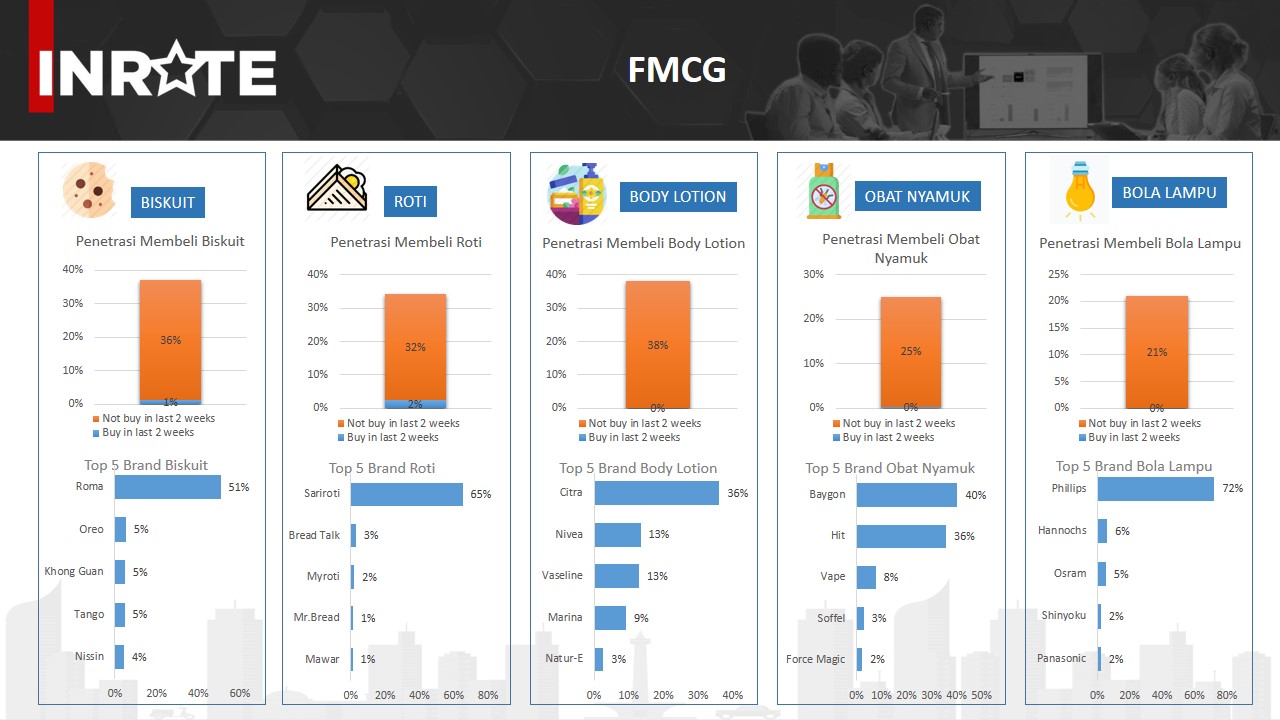 INRATE
FMCG
BISKUIT
Penetrasi Membeli Biskuit
40%
30%
20%
10%
0%
36%
1%
Not buy in last 2 weeks
Buy in last 2 weeks
Top 5 Brand Biskuit
Roma 51%
Oreo 5%
Khong Guan 5%
Tango 5%
Nissin 4%
0% 20% 40% 60%
ROTI
Penetrasi Membeli Roti
40%
30%
20%
10%
0%
32%
2%
Not buy in last 2 weeks
Buy in last 2 weeks
Top 5 Brand Roti
Sariroti 65%
Bread Talk 3%
Myroti 2%
Mr.Bread 1%
Mawar 1%
0% 20% 40% 60% 80%
BODY LOTION
Penetrasi Membeli Body Lotion
40%
30%
20%
10%
0%
38%
0%
Not buy in last 2 weeks
Buy in last 2 weeks
Top 5 Brand Body Lotion
Citra 36%
Nivea 13%
Vaseline 13%
Marina 9%
Natur-E 3%
0% 10% 20% 30% 40%
OBAT NYAMUK
Penetrasi Membeli Obat
Nyamuk
30%
20%
10%
0%
25%
0%
Not buy in last 2 weeks
Buy in last 2 weeks
Top 5 Brand Obat Nyamuk
Baygon 40%
Hit 36%
Vape 8%
Soffel 3%
Force Magic 2%
0% 10% 20% 30% 40% 50%
BOLA LAMPU
Penetrasi Membeli Bola Lampu
25%
20%
15%
10%
5%
0%
21%
0%
Not buy in last 2 weeks
Buy in last 2 weeks
Top 5 Brand Bola Lampu
Phillips 72%
Hannochs 6%
Osram 5%
Shinyoku 2%
Panasonic 2%
0% 20% 40% 60% 80%